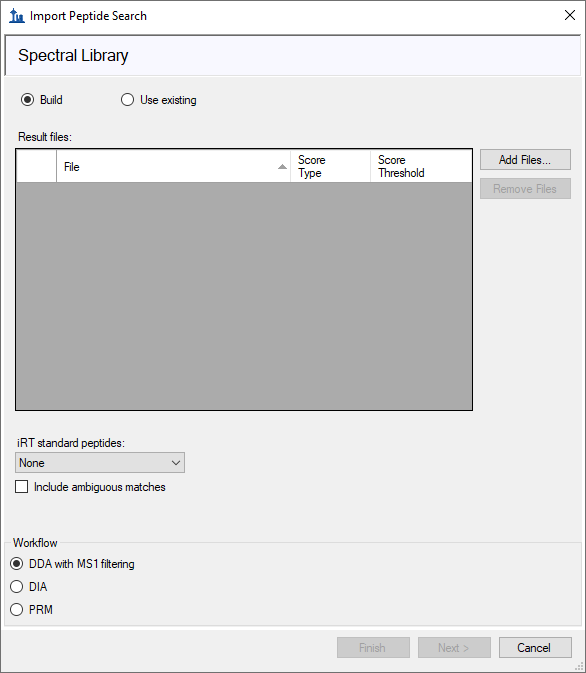 Import Peptide Search
Spectral Library
Build
Use existing
Result files:
File
Score
Type
Score
Threshold
Add Files...
Remove Files
iRT standard peptides:
None
Include ambiguous matches
Workflow
DDA with MS1 filtering
DIA
PRM
Finish
Next >
Cancel